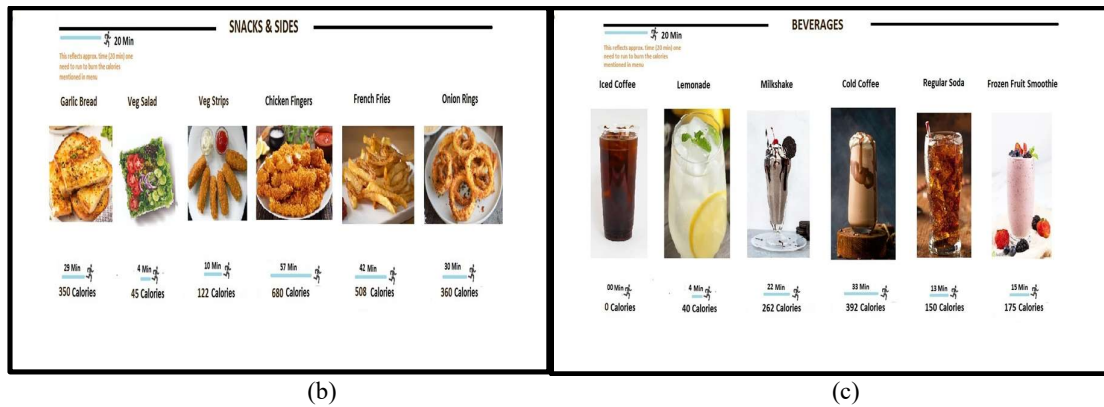 SNACKS & SIDES
20 Min
This reflects approx. time (20 min) one
need to run to burn the calories
mentioned in menu
Garlic Bread Veg Salad Veg Strips Chicken Fingers French Fries Onion Rings
29 Min 4 Min 10 Min 57 Min 42 Min 30 Min
350 Calories 45 Calories 122 Calories 680 Calories 508 Calories 360 Calories
(b)
BEVERAGES
20 Min
This reflects approx. time (20 min) one
need to run to burn the calories
mentioned in menu
Iced Coffee Lemonade Milkshake Cold Coffee Regular Soda Frozen Fruit Smoothie
00 Min 4 Min 22 Min 33 Min 13 Min 15 Min
0 Calories 40 Calories 262 Calories 392 Calories 150 Calories 175 Calories
(c)